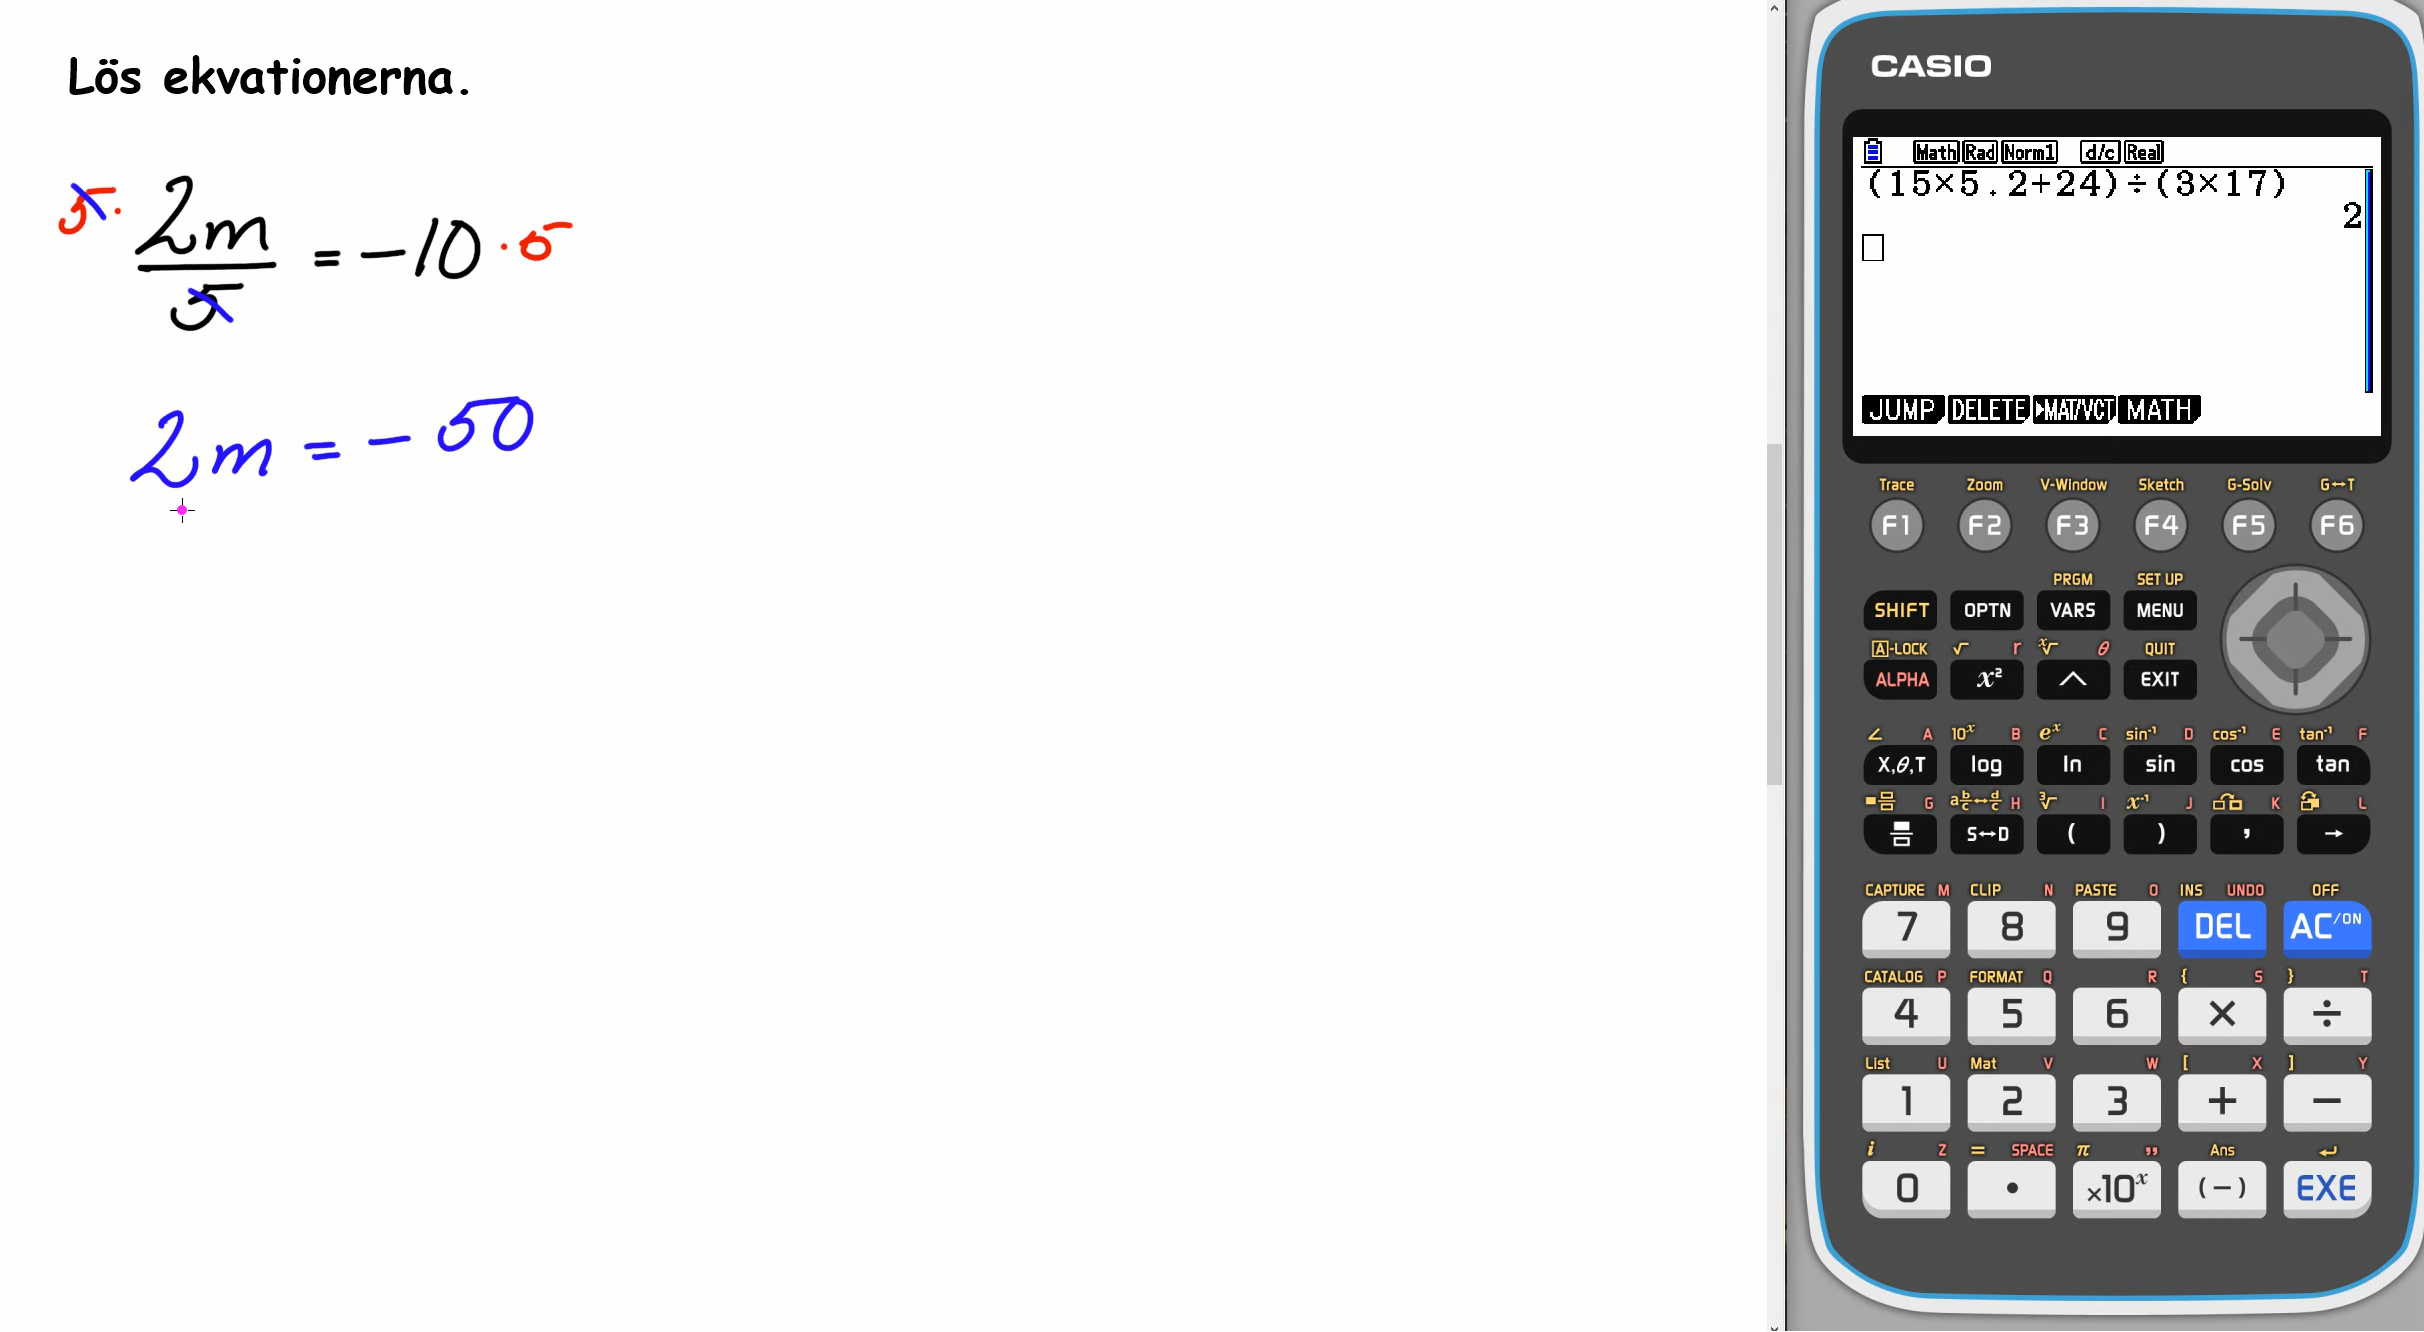 Lös ekvationerna.
5· 2m/5 = -10 ·5
2m = -50
CASIO
Math Rad Norm1 d/c Real
(15×5.2+24)÷(3×17)
2
JUMP DELETE ▶MAT/VCT MATH
Trace Zoom V-Window Sketch G-Solv G↔T
F1 F2 F3 F4 F5 F6
PRGM SET UP
SHIFT OPTN VARS MENU
A-LOCK √ r ˣ√ θ QUIT
ALPHA x² ^ EXIT
∠ A 10ˣ B eˣ C sin⁻¹ D cos⁻¹ E tan⁻¹ F
X,θ,T log ln sin cos tan
G a b/c↔d/c H ³√ I x⁻¹ J K L
S↔D ( ) , →
CAPTURE M CLIP N PASTE O INS UNDO OFF
7 8 9 DEL AC/ON
CATALOG P FORMAT Q R { S } T
4 5 6 × ÷
List U Mat V W [ X ] Y
1 2 3 + −
i Z = SPACE π " Ans ↵
0 • ×10ˣ (−) EXE